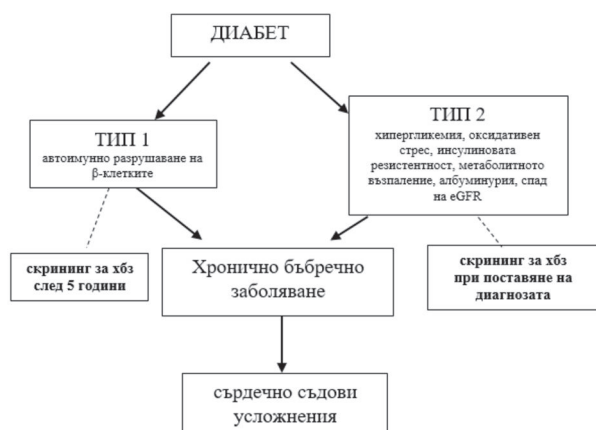 ДИАБЕТ
ТИП 1
автоимунно разрушаване на
β-клетките
ТИП 2
хипергликемия, оксидативен
стрес, инсулиновата
резистентност, метаболитното
възпаление, албуминурия, спад
на eGFR
скрининг за хбз
след 5 години
Хронично бъбречно
заболяване
скрининг за хбз
при поставяне на
диагнозата
сърдечно съдови
усложнения